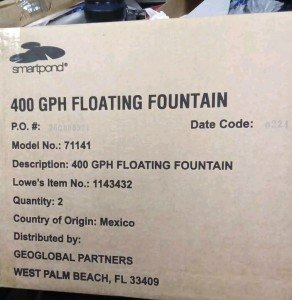 smartpond®
400 GPH FLOATING FOUNTAIN
P.O. #: Date Code:
Model No.: 71141
Description: 400 GPH FLOATING FOUNTAIN
Lowe's Item No.: 1143432
Quantity: 2
Country of Origin: Mexico
Distributed by:
GEOGLOBAL PARTNERS
WEST PALM BEACH, FL 33409